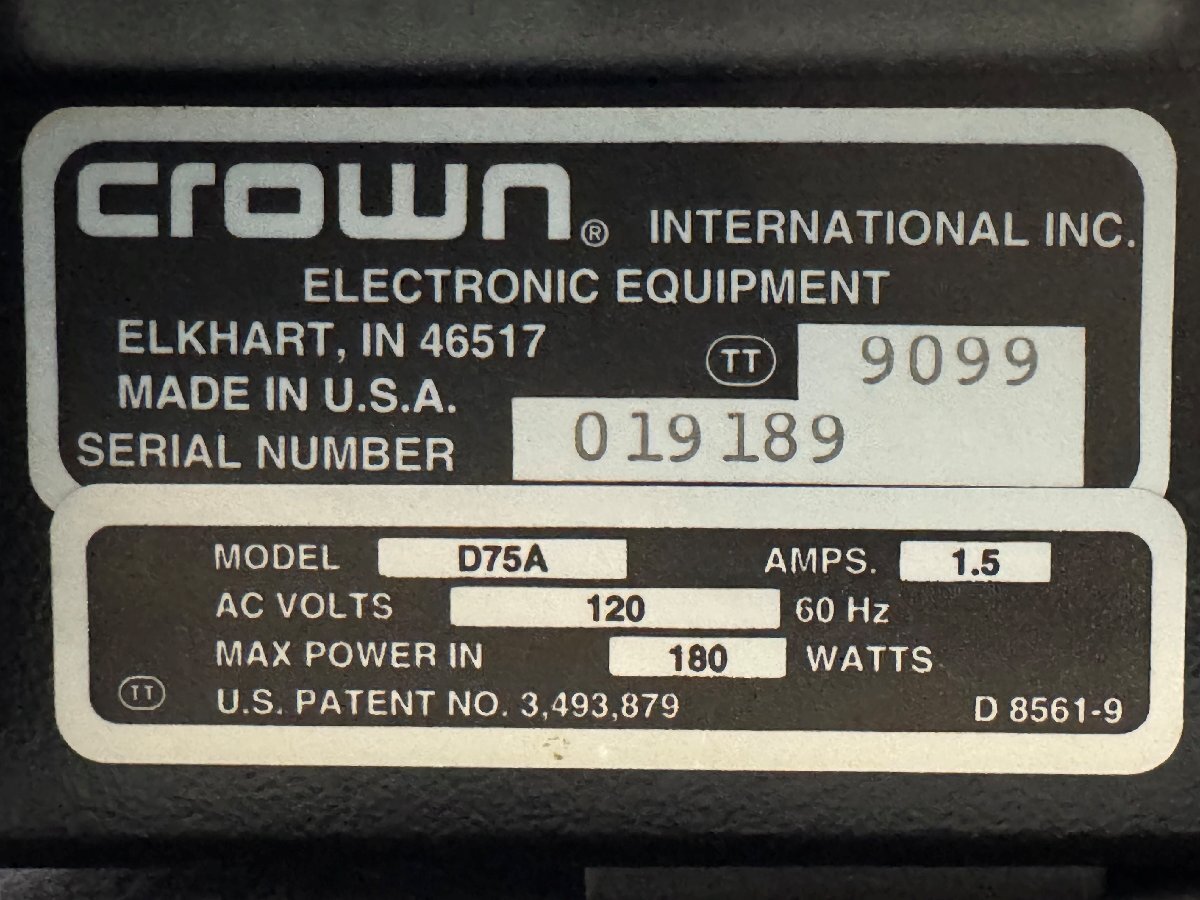 crown® INTERNATIONAL INC.
ELECTRONIC EQUIPMENT
ELKHART, IN 46517 TT 9099
MADE IN U.S.A.
SERIAL NUMBER 019189
MODEL D75A AMPS. 1.5
AC VOLTS 120 60 Hz
MAX POWER IN 180 WATTS
TT U.S. PATENT NO. 3,493,879 D 8561-9